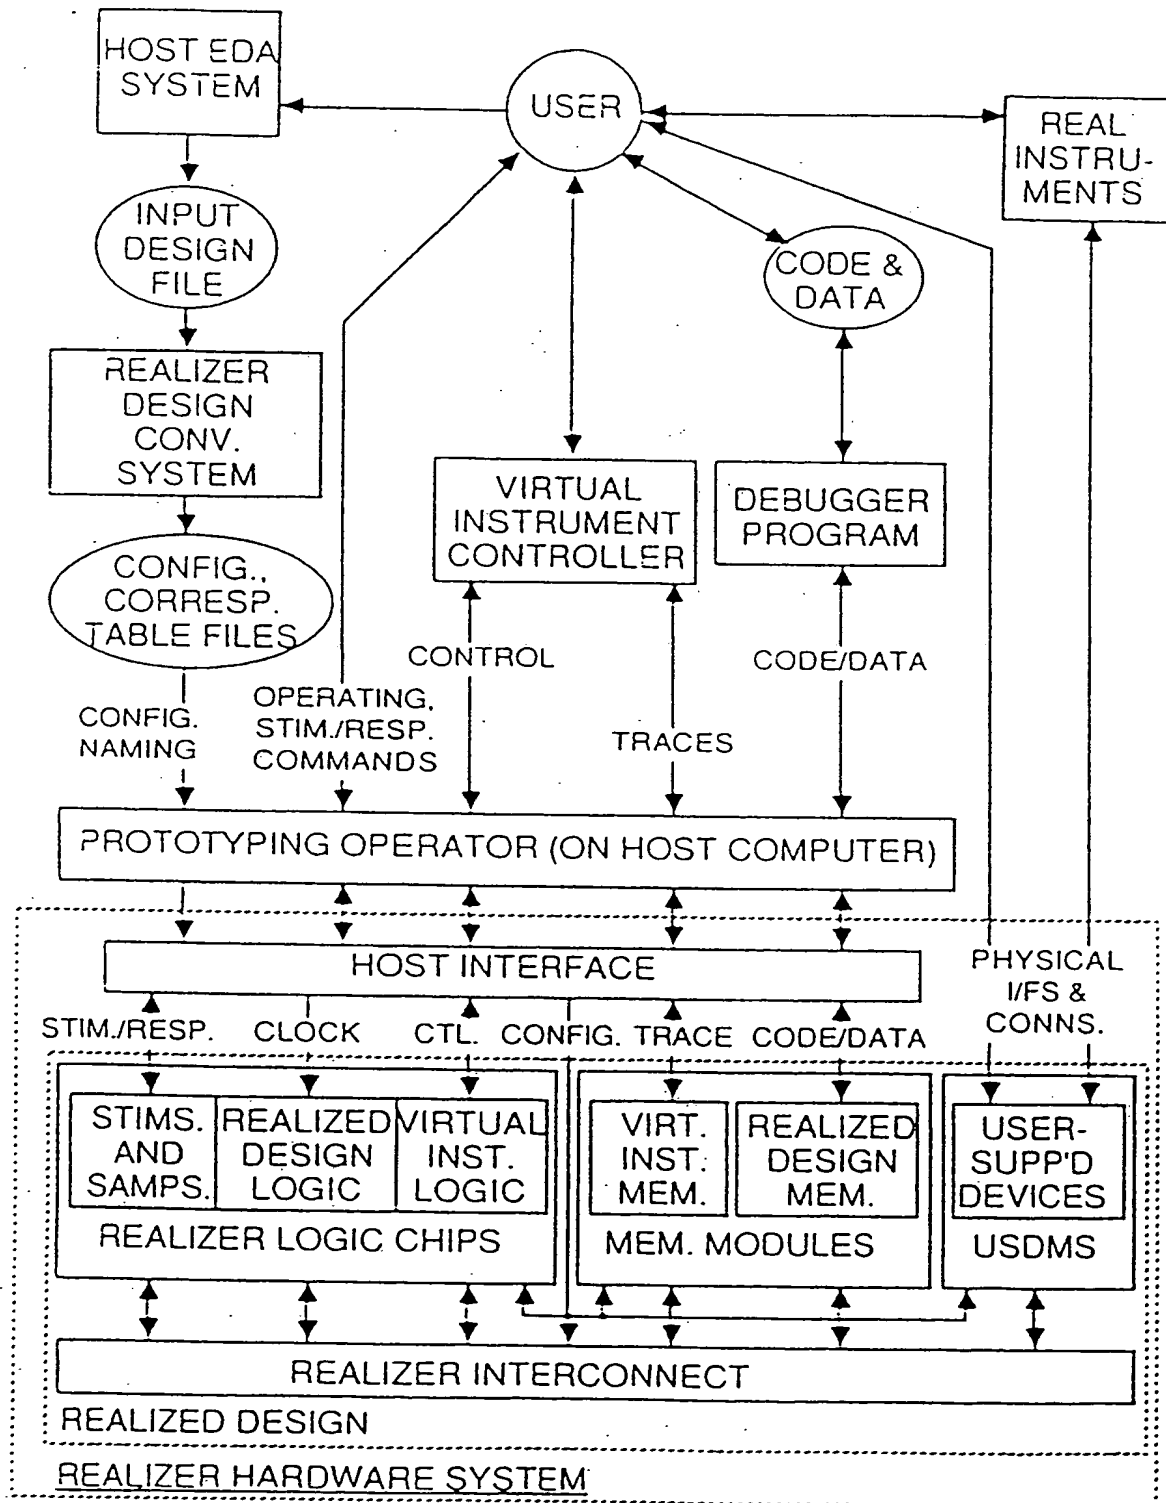 HOST EDA
SYSTEM
USER
REAL
INSTRU-
MENTS
INPUT
DESIGN
FILE
CODE &
DATA
REALIZER
DESIGN
CONV.
SYSTEM
VIRTUAL
INSTRUMENT
CONTROLLER
DEBUGGER
PROGRAM
CONFIG.,
CORRESP.
TABLE FILES
CONTROL
CODE/DATA
CONFIG.
NAMING
OPERATING,
STIM./RESP.
COMMANDS
TRACES
PROTOTYPING OPERATOR (ON HOST COMPUTER)
HOST INTERFACE
PHYSICAL
I/FS &
CONNS.
STIM./RESP.
CLOCK
CTL.
CONFIG.
TRACE
CODE/DATA
STIMS.
AND
SAMPS.
REALIZED
DESIGN
LOGIC
VIRTUAL
INST.
LOGIC
REALIZER LOGIC CHIPS
VIRT.
INST.
MEM.
REALIZED
DESIGN
MEM.
MEM. MODULES
USER-
SUPP'D
DEVICES
USDMS
REALIZER INTERCONNECT
REALIZED DESIGN
REALIZER HARDWARE SYSTEM